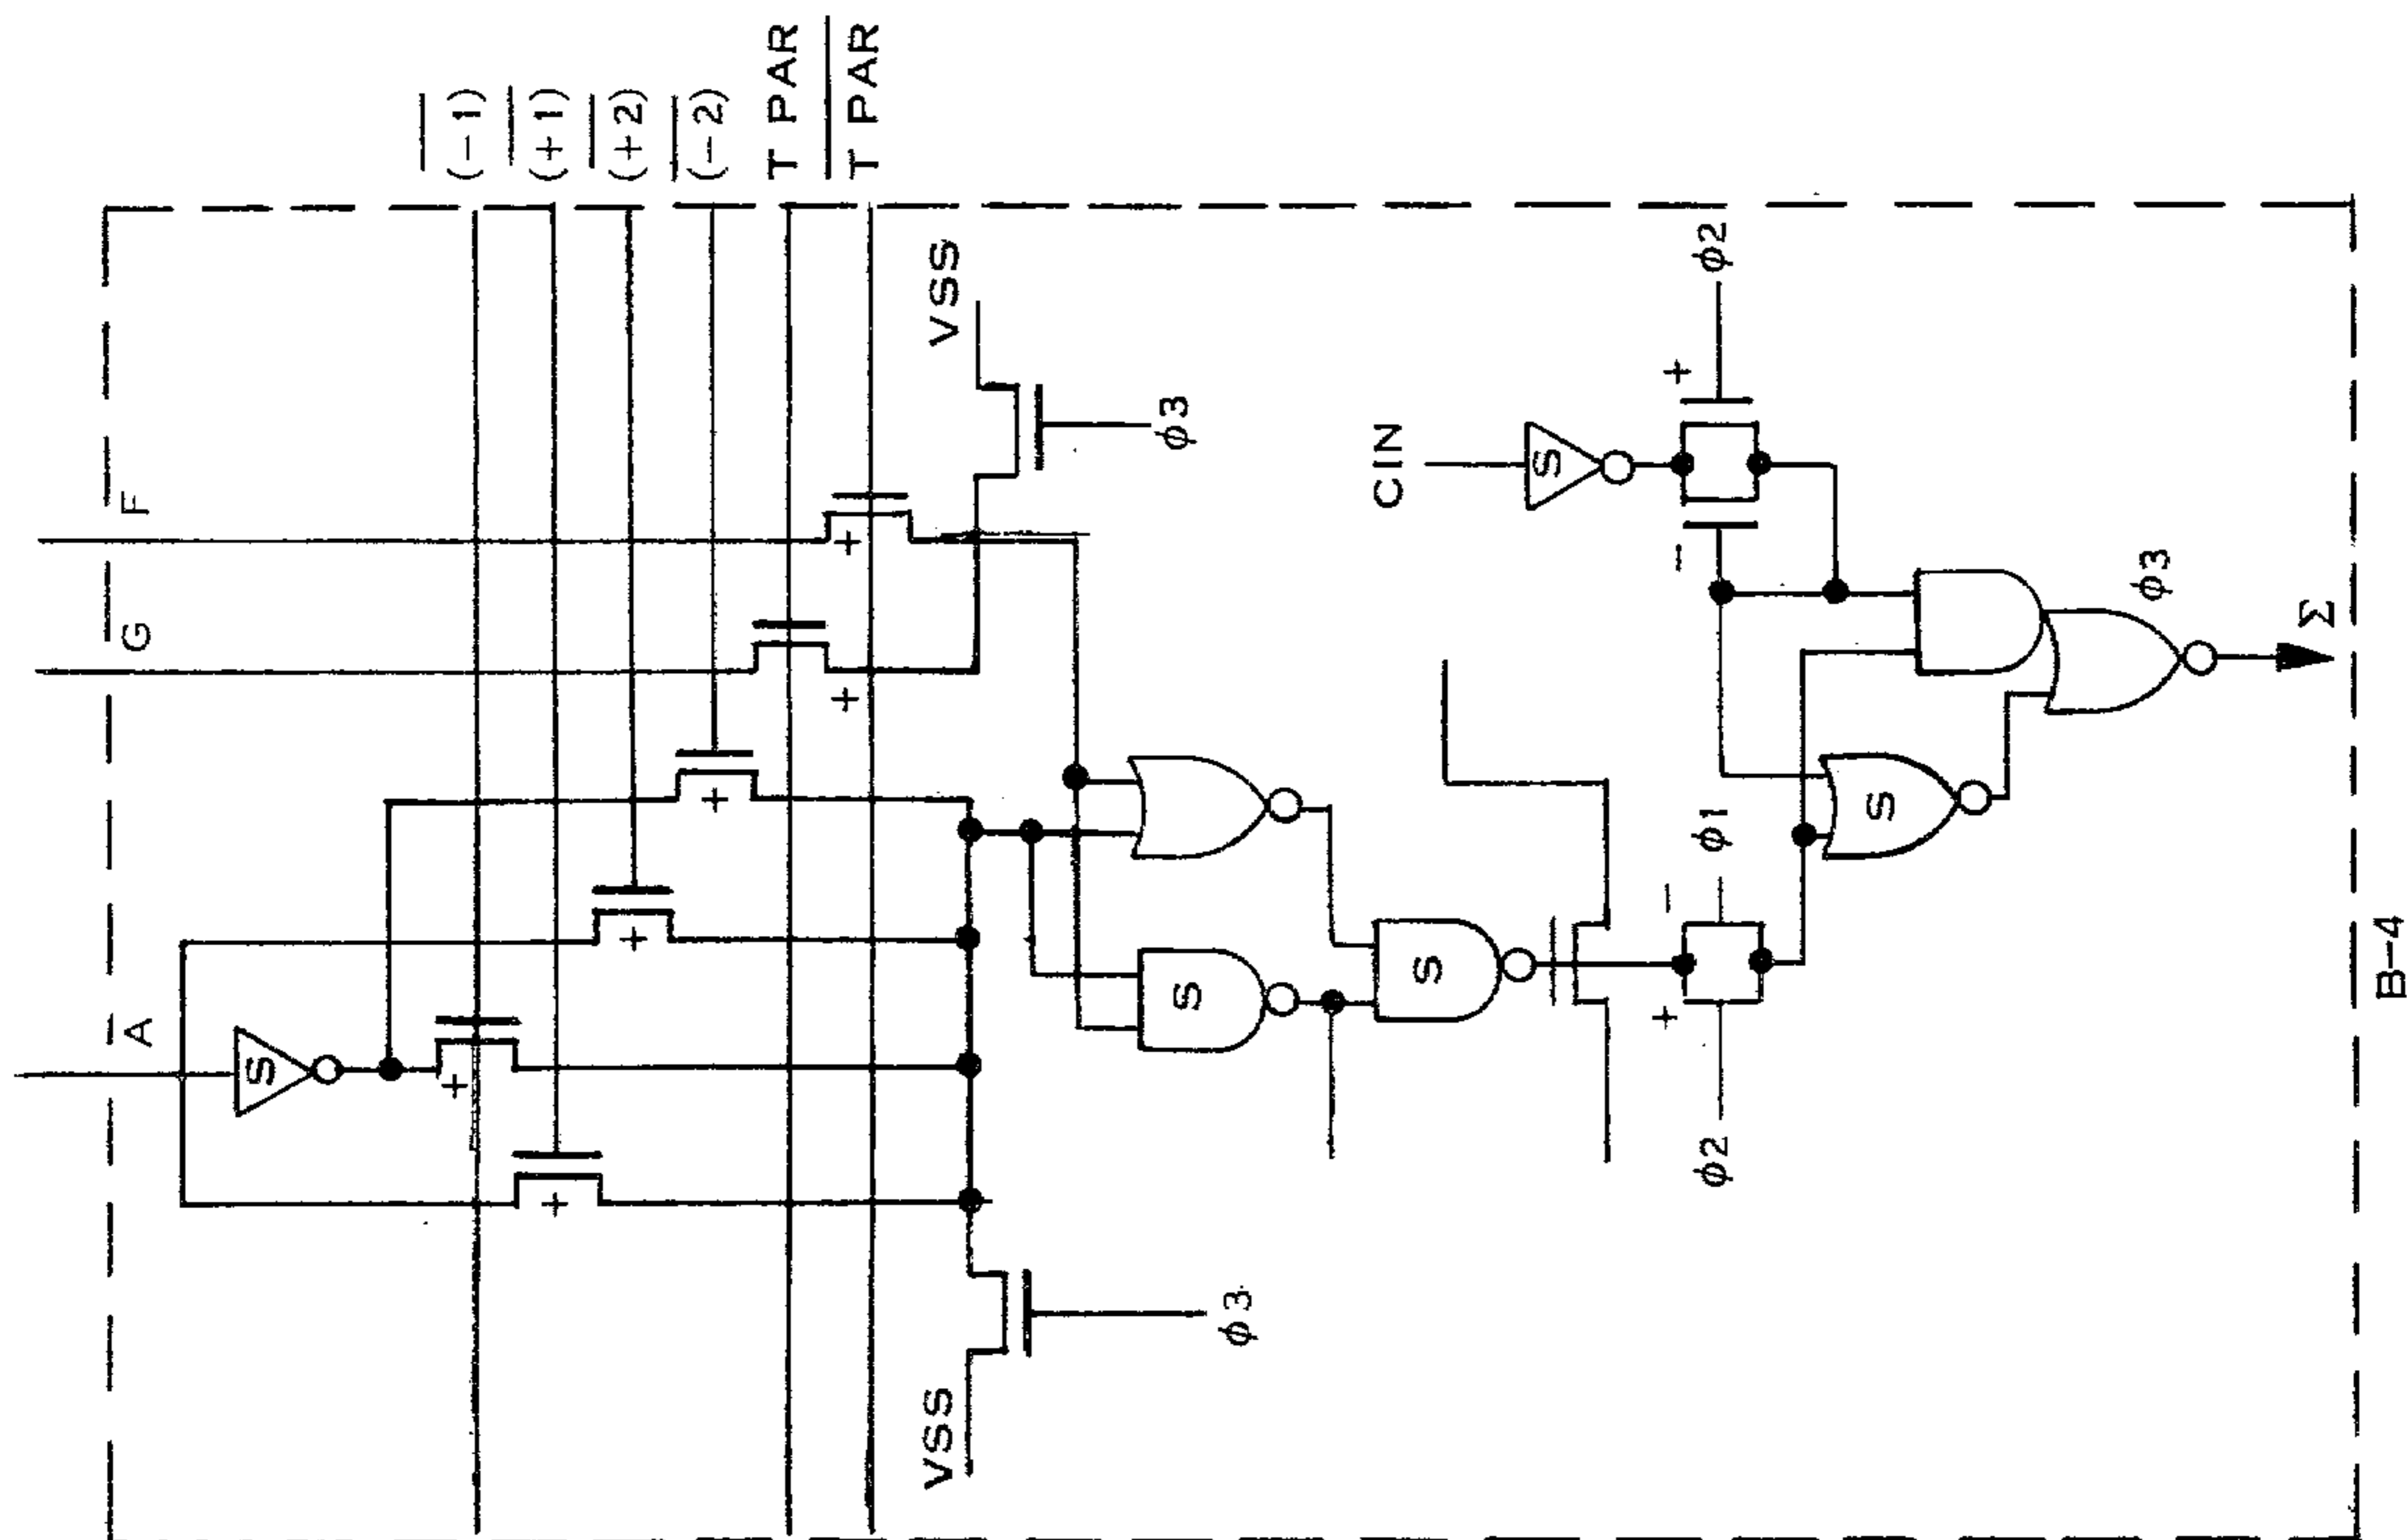 (-1)
(+1)
(+2)
(-2)
T PAR
T PAR
F
G
A
S
VSS
φ3
VSS
φ3
CIN
S
+
-
φ2
S
S
+
-
φ2
φ1
S
φ3
Σ
+
+
+
+
+
+
B-4